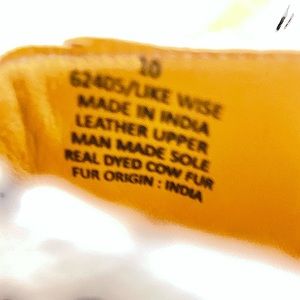 10
62405/LIKE WISE
MADE IN INDIA
LEATHER UPPER
MAN MADE SOLE
REAL DYED COW FUR
FUR ORIGIN : INDIA